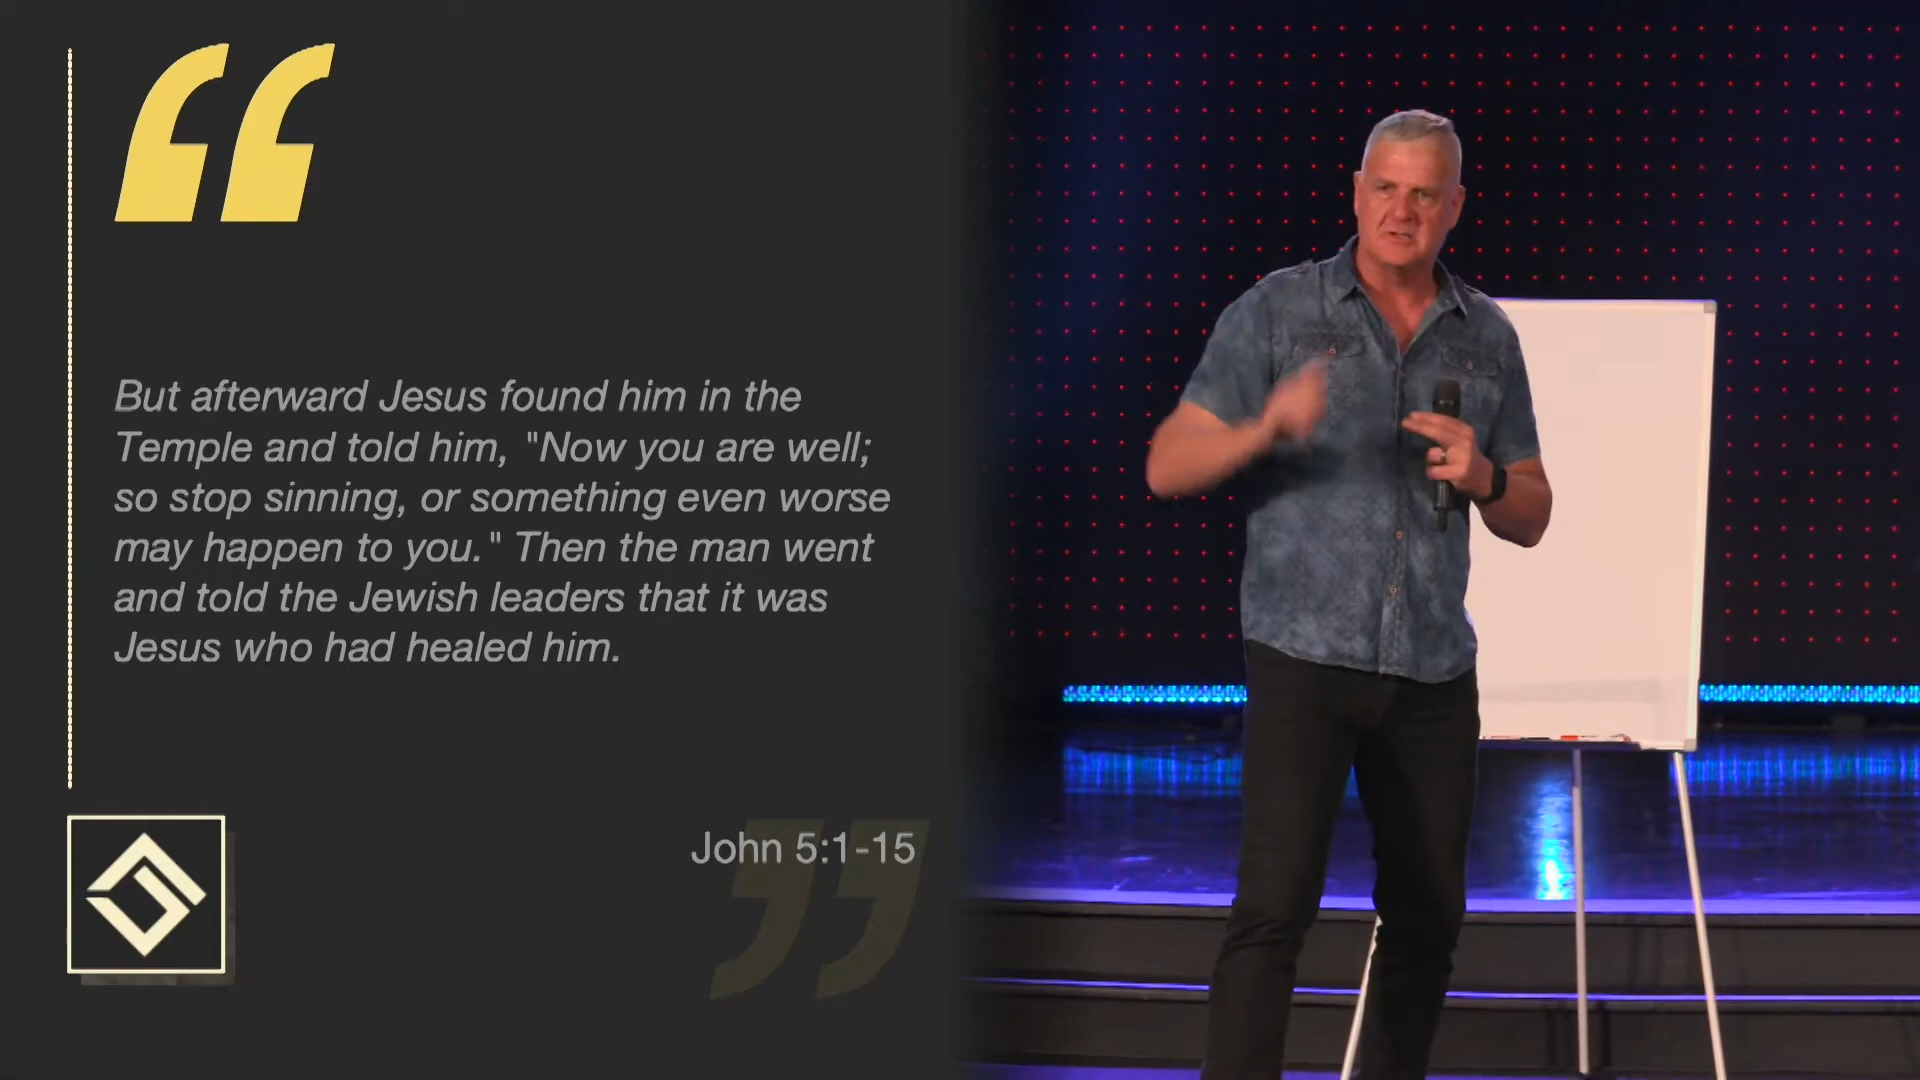 But afterward Jesus found him in the
Temple and told him, "Now you are well;
so stop sinning, or something even worse
may happen to you." Then the man went
and told the Jewish leaders that it was
Jesus who had healed him.
John 5:1-15